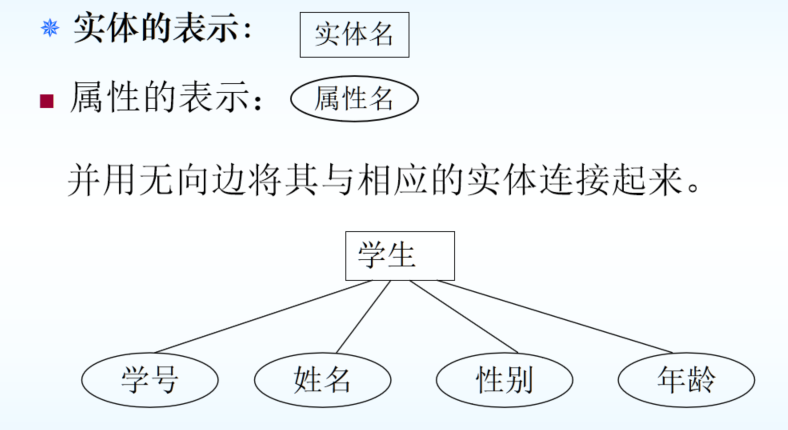 实体的表示: 实体名
属性的表示: 属性名
并用无向边将其与相应的实体连接起来。
学生
学号 姓名 性别 年龄